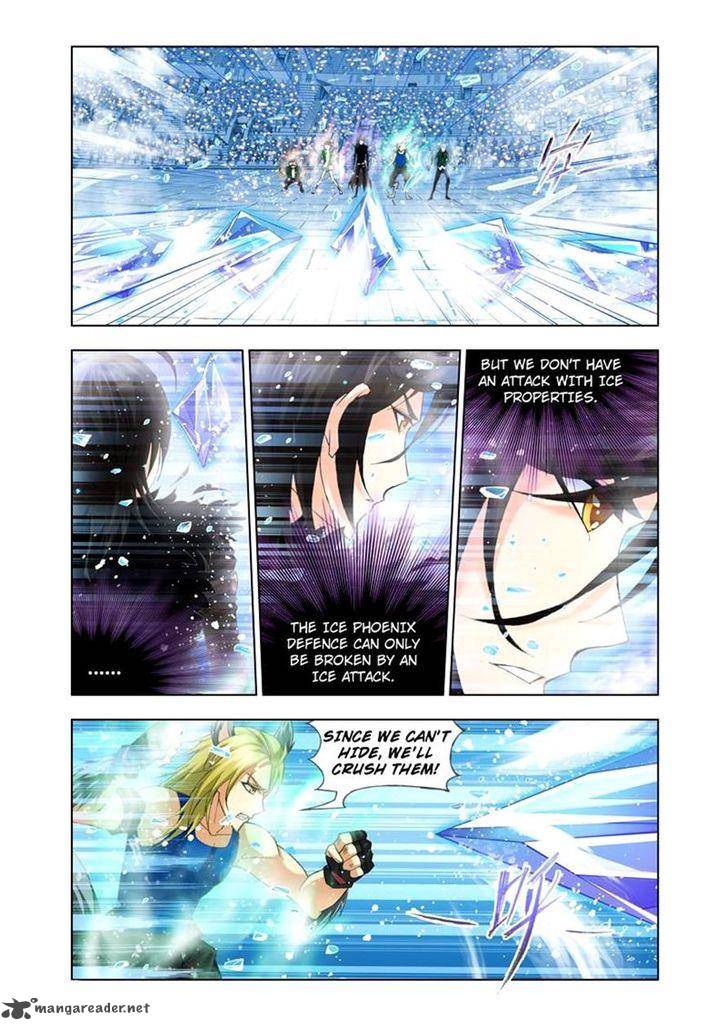 ......
THE ICE PHOENIX
DEFENCE CAN ONLY
BE BROKEN BY AN
ICE ATTACK.
BUT WE DON'T HAVE
AN ATTACK WITH ICE
PROPERTIES.
SINCE WE CAN'T
HIDE, WE'LL
CRUSH THEM!
mangareader.net